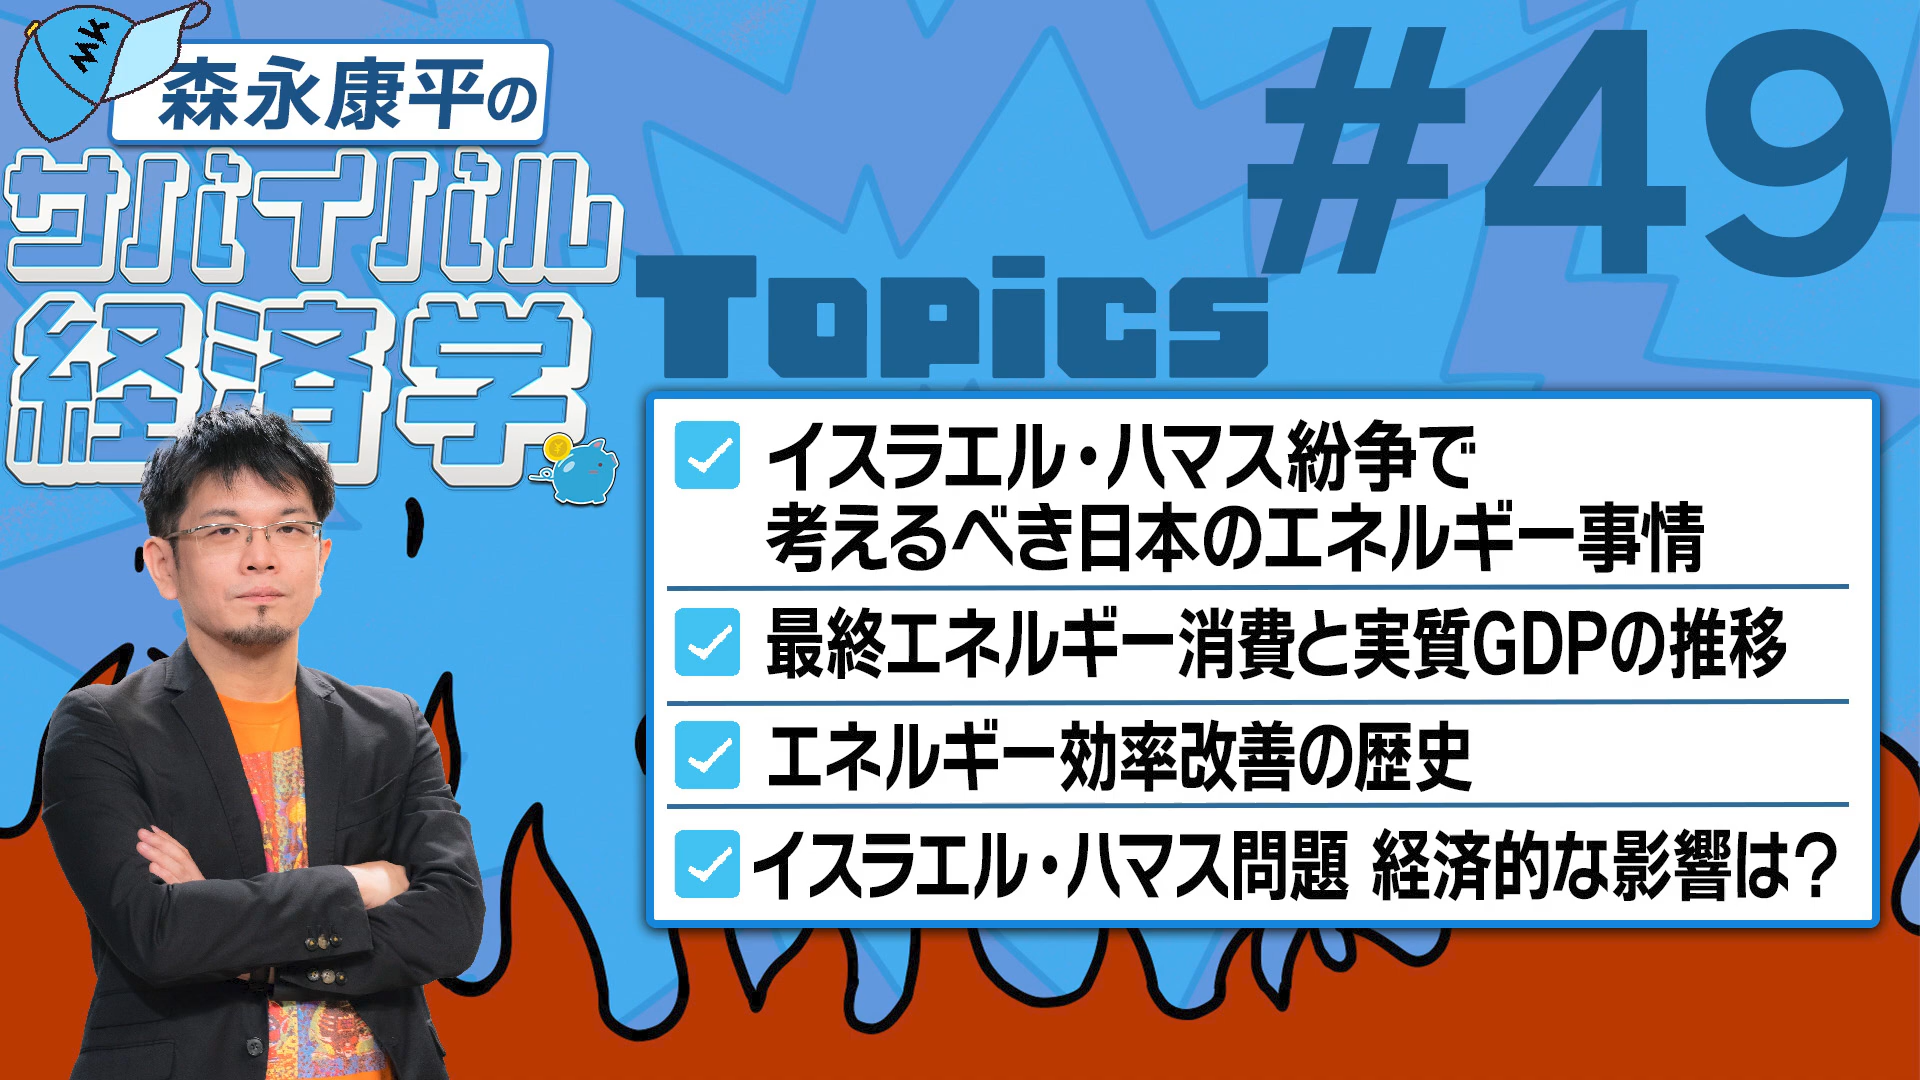 MK
森永康平の
サバイバル
経済学
#49
Topics
イスラエル・ハマス紛争で
考えるべき日本のエネルギー事情
最終エネルギー消費と実質GDPの推移
エネルギー効率改善の歴史
イスラエル・ハマス問題 経済的な影響は?